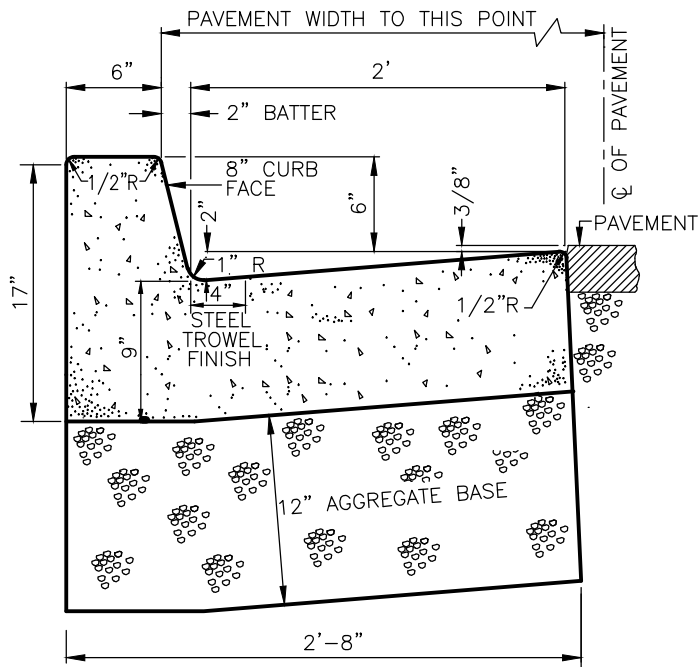 PAVEMENT WIDTH TO THIS POINT
6”
2'
2” BATTER
℄ OF PAVEMENT
8” CURB
FACE
1/2”R
2”
6”
3/8”
PAVEMENT
17”
1” R
4”
1/2”R
STEEL
TROWEL
FINISH
9”
12” AGGREGATE BASE
2'-8”